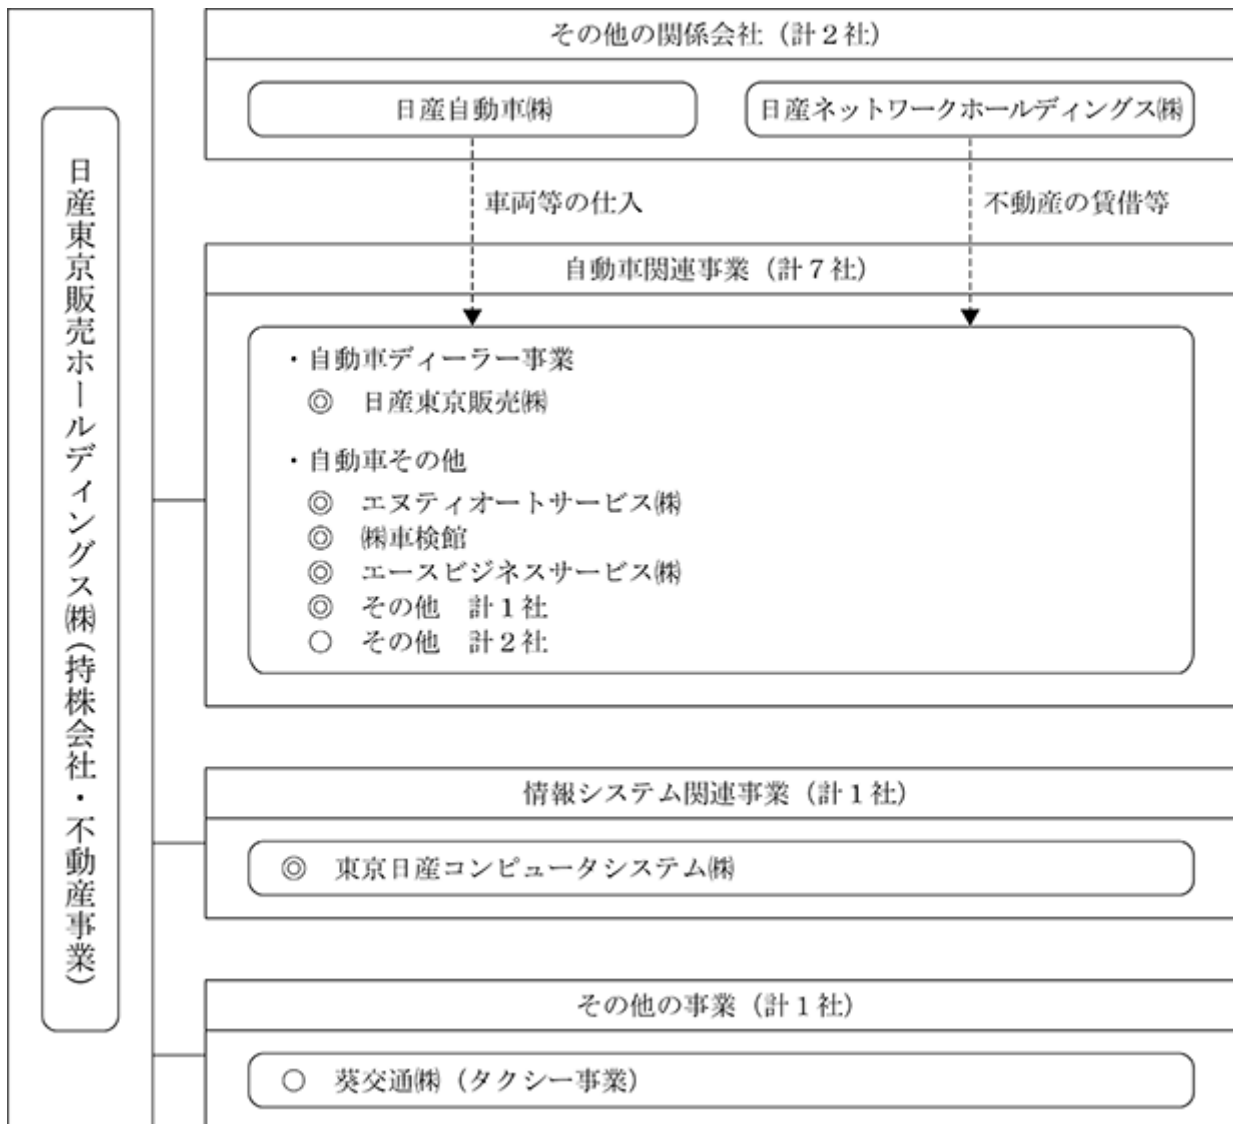 日産東京販売ホールディングス㈱(持株会社・不動産事業)
その他の関係会社(計2社)
日産自動車㈱
日産ネットワークホールディングス㈱
車両等の仕入
不動産の賃借等
自動車関連事業(計7社)
・自動車ディーラー事業
◎ 日産東京販売㈱
・自動車その他
◎ エヌティオートサービス㈱
◎ ㈱車検館
◎ エースビジネスサービス㈱
◎ その他 計1社
○ その他 計2社
情報システム関連事業(計1社)
◎ 東京日産コンピュータシステム㈱
その他の事業(計1社)
○ 葵交通㈱(タクシー事業)